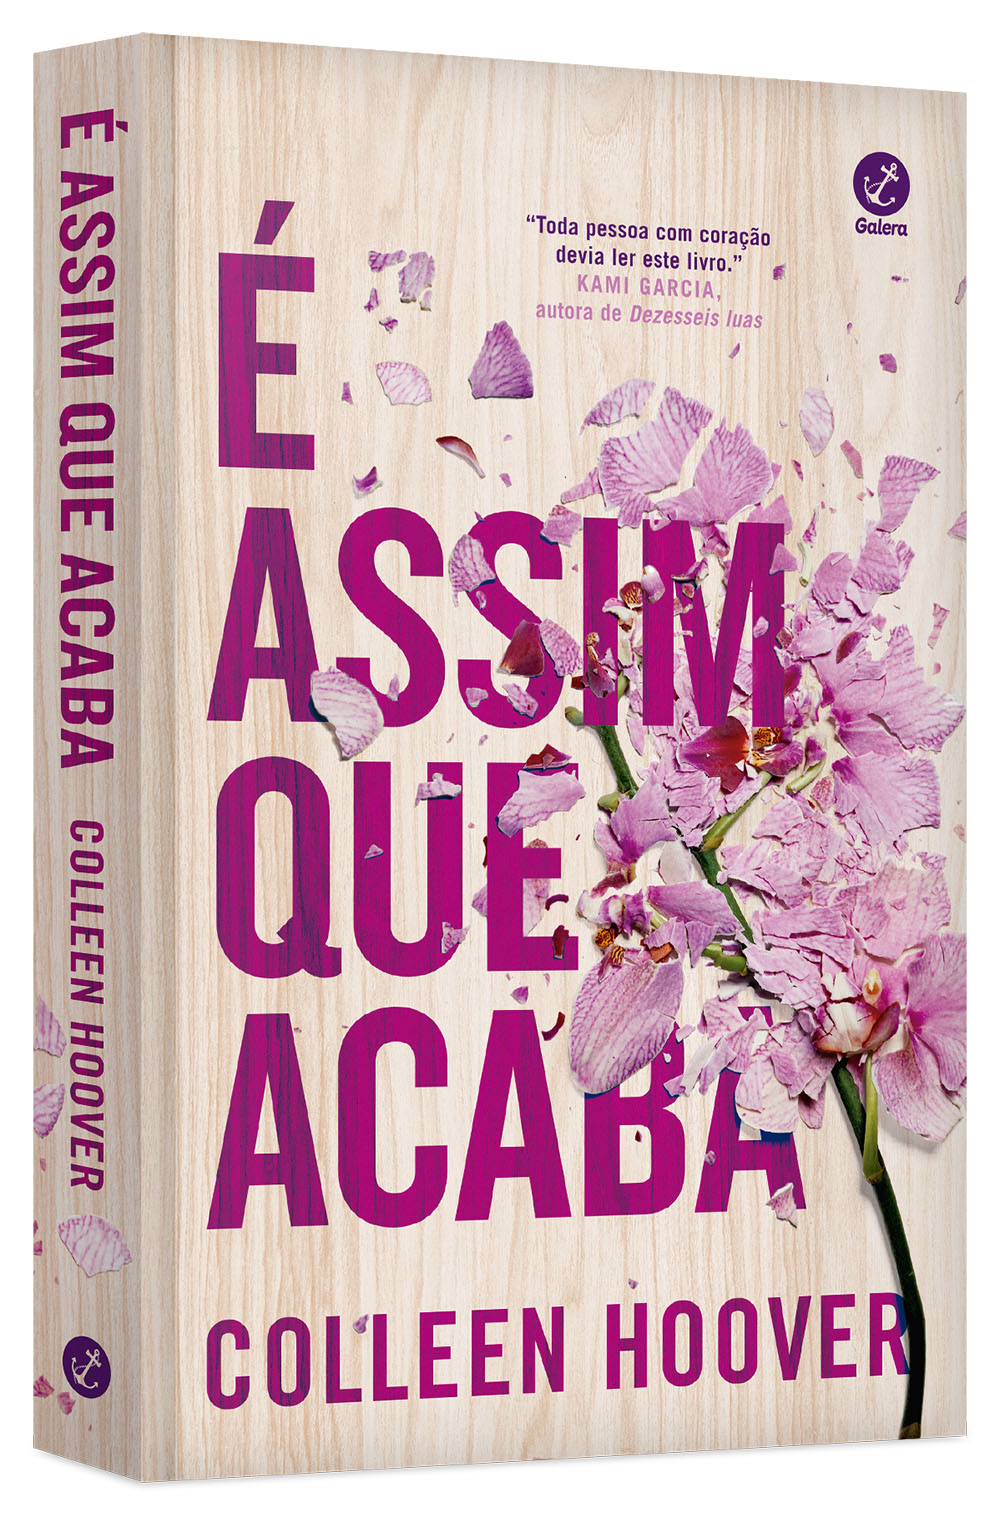 É ASSIM QUE ACABA COLLEEN HOOVER
Galera
“Toda pessoa com coração
devia ler este livro.”
KAMI GARCIA,
autora de Dezesseis luas
É
ASSIM
QUE
ACABA
COLLEEN HOOVER